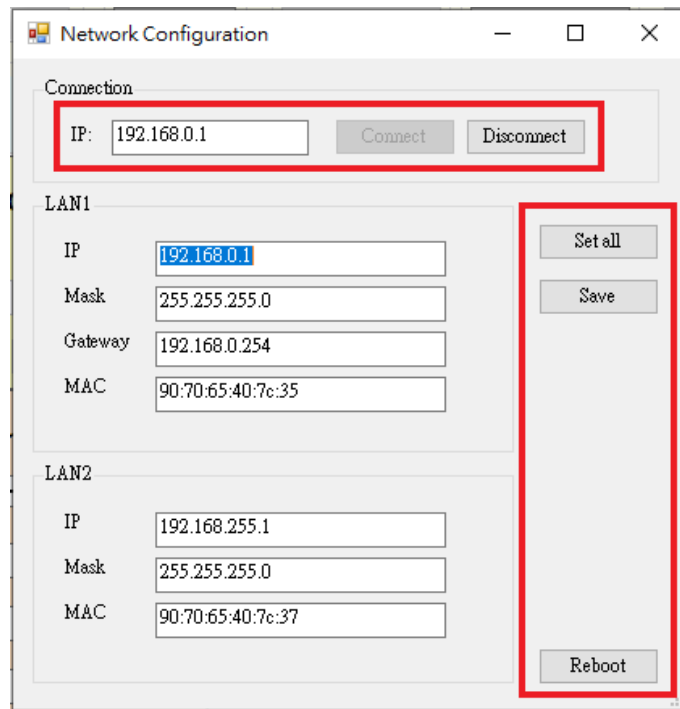 Network Configuration
Connection
IP: 192.168.0.1 Connect Disconnect
LAN1
IP 192.168.0.1
Mask 255.255.255.0
Gateway 192.168.0.254
MAC 90:70:65:40:7c:35
Set all
Save
LAN2
IP 192.168.255.1
Mask 255.255.255.0
MAC 90:70:65:40:7c:37
Reboot